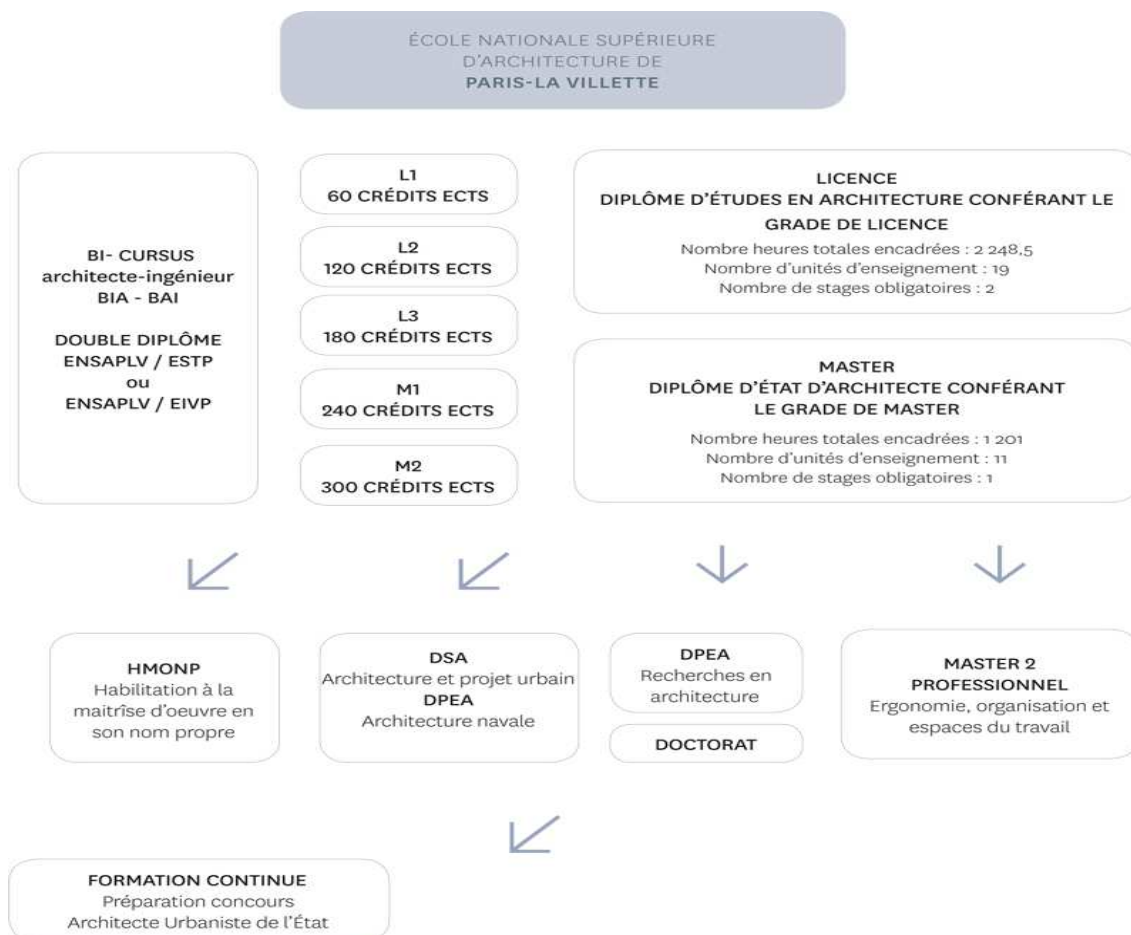 ÉCOLE NATIONALE SUPÉRIEURE
D'ARCHITECTURE DE
PARIS-LA VILLETTE
BI- CURSUS
architecte-ingénieur
BIA - BAI
DOUBLE DIPLÔME
ENSAPLV / ESTP
ou
ENSAPLV / EIVP
L1
60 CRÉDITS ECTS
L2
120 CRÉDITS ECTS
L3
180 CRÉDITS ECTS
M1
240 CRÉDITS ECTS
M2
300 CRÉDITS ECTS
LICENCE
DIPLÔME D'ÉTUDES EN ARCHITECTURE CONFÉRANT LE
GRADE DE LICENCE
Nombre heures totales encadrées : 2 248,5
Nombre d'unités d'enseignement : 19
Nombre de stages obligatoires : 2
MASTER
DIPLÔME D'ÉTAT D'ARCHITECTE CONFÉRANT
LE GRADE DE MASTER
Nombre heures totales encadrées : 1 201
Nombre d'unités d'enseignement : 11
Nombre de stages obligatoires : 1
HMONP
Habilitation à la
maitrîse d'oeuvre en
son nom propre
DSA
Architecture et projet urbain
DPEA
Architecture navale
DPEA
Recherches en
architecture
DOCTORAT
MASTER 2
PROFESSIONNEL
Ergonomie, organisation et
espaces du travail
FORMATION CONTINUE
Préparation concours
Architecte Urbaniste de l'État